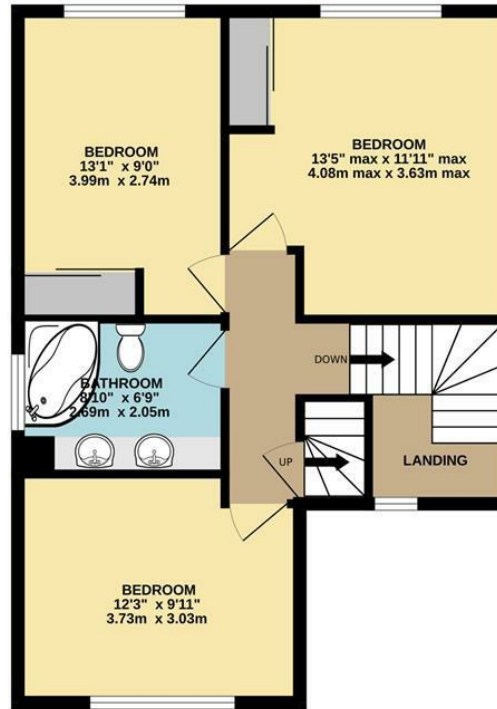 BEDROOM
13'1" x 9'0"
3.99m x 2.74m
BEDROOM
13'5" max x 11'11" max
4.08m max x 3.63m max
BATHROOM
8'10" x 6'9"
2.69m x 2.05m
DOWN
UP
LANDING
BEDROOM
12'3" x 9'11"
3.73m x 3.03m